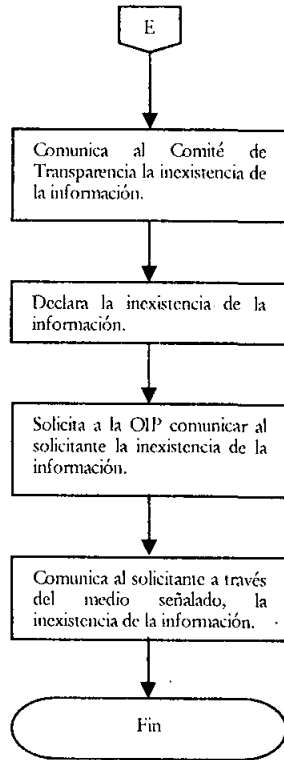 E
Comunica al Comité de
Transparencia la inexistencia de
la información.
Declara la inexistencia de la
información.
Solicita a la OIP comunicar al
solicitante la inexistencia de la
información.
Comunica al solicitante a través
del medio señalado, la
inexistencia de la información.
Fin